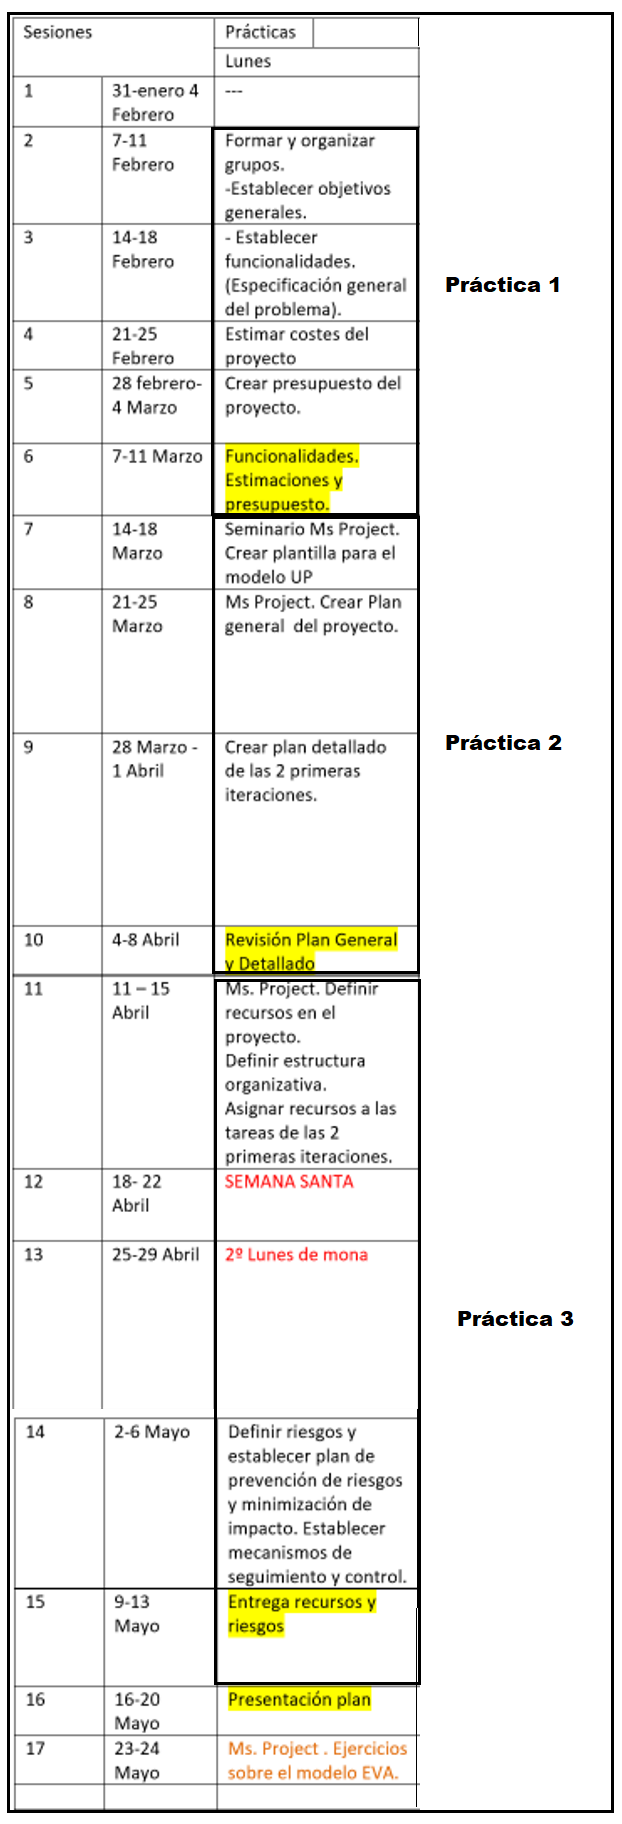 Sesiones
Prácticas
Lunes
1
31-enero 4
Febrero
---
2
7-11
Febrero
Formar y organizar
grupos.
-Establecer objetivos
generales.
3
14-18
Febrero
- Establecer
funcionalidades.
(Especificación general
del problema).
Práctica 1
4
21-25
Febrero
Estimar costes del
proyecto
5
28 febrero-
4 Marzo
Crear presupuesto del
proyecto.
6
7-11 Marzo
Funcionalidades.
Estimaciones y
presupuesto.
7
14-18
Marzo
Seminario Ms Project.
Crear plantilla para el
modelo UP
8
21-25
Marzo
Ms Project. Crear Plan
general  del proyecto.
9
28 Marzo -
1 Abril
Crear plan detallado
de las 2 primeras
iteraciones.
Práctica 2
10
4-8 Abril
Revisión Plan General
y Detallado
11
11 – 15
Abril
Ms. Project. Definir
recursos en el
proyecto.
Definir estructura
organizativa.
Asignar recursos a las
tareas de las 2
primeras iteraciones.
12
18- 22
Abril
SEMANA SANTA
13
25-29 Abril
2º Lunes de mona
Práctica 3
14
2-6 Mayo
Definir riesgos y
establecer plan de
prevención de riesgos
y minimización de
impacto. Establecer
mecanismos de
seguimiento y control.
15
9-13
Mayo
Entrega recursos y
riesgos
16
16-20
Mayo
Presentación plan
17
23-24
Mayo
Ms. Project . Ejercicios
sobre el modelo EVA.